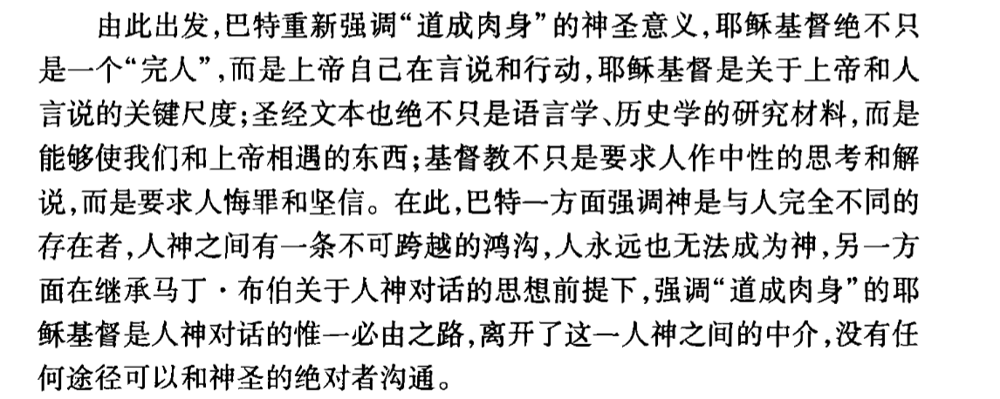 由此出发,巴特重新强调“道成肉身”的神圣意义,耶稣基督绝不只
是一个“完人”,而是上帝自己在言说和行动,耶稣基督是关于上帝和人
言说的关键尺度;圣经文本也绝不只是语言学、历史学的研究材料,而是
能够使我们和上帝相遇的东西;基督教不只是要求人作中性的思考和解
说,而是要求人悔罪和坚信。在此,巴特一方面强调神是与人完全不同的
存在者,人神之间有一条不可跨越的鸿沟,人永远也无法成为神,另一方
面在继承马丁·布伯关于人神对话的思想前提下,强调“道成肉身”的耶
稣基督是人神对话的惟一必由之路,离开了这一人神之间的中介,没有任
何途径可以和神圣的绝对者沟通。